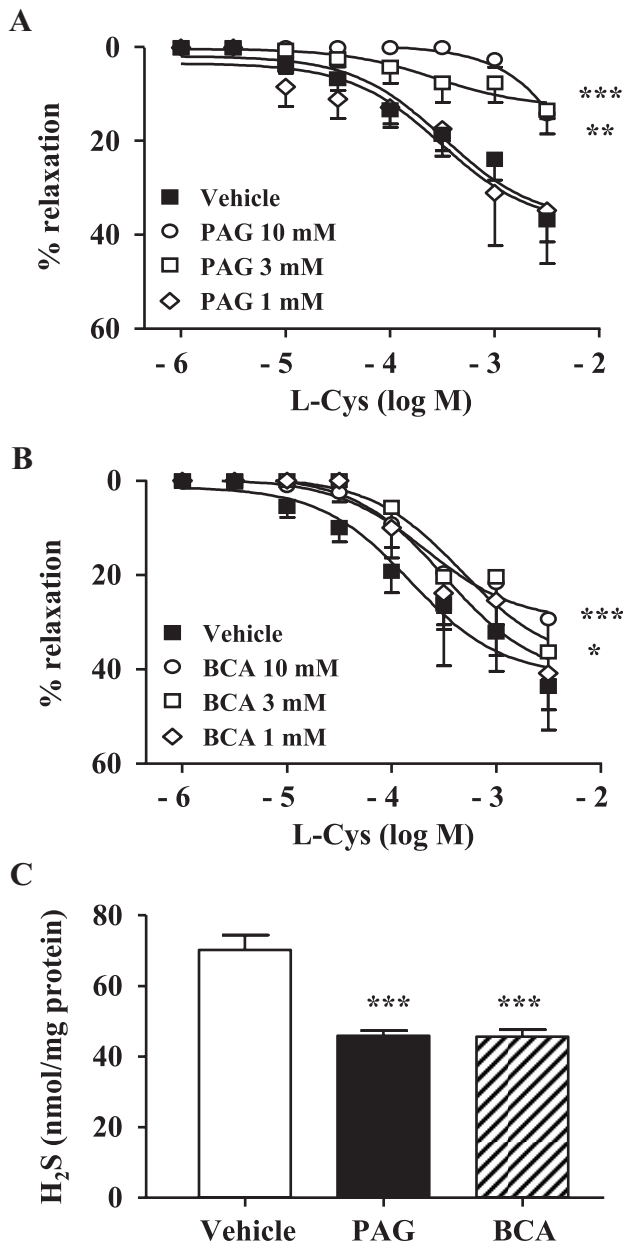 A
0
20
40
60
% relaxation
Vehicle
PAG 10 mM
PAG 3 mM
PAG 1 mM
***
**
- 6 - 5 - 4 - 3 - 2
L-Cys (log M)
B
0
20
40
60
% relaxation
Vehicle
BCA 10 mM
BCA 3 mM
BCA 1 mM
***
*
- 6 - 5 - 4 - 3 - 2
L-Cys (log M)
C
80
60
40
20
0
H₂S (nmol/mg protein)
*** ***
Vehicle PAG BCA